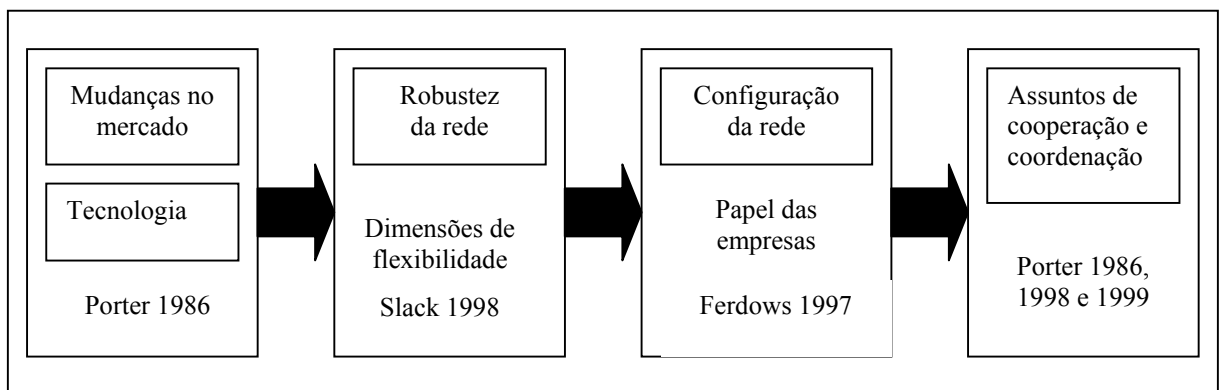 Mudanças no
mercado
Tecnologia
Porter 1986
Robustez
da rede
Dimensões de
flexibilidade
Slack 1998
Configuração
da rede
Papel das
empresas
Ferdows 1997
Assuntos de
cooperação e
coordenação
Porter 1986,
1998 e 1999